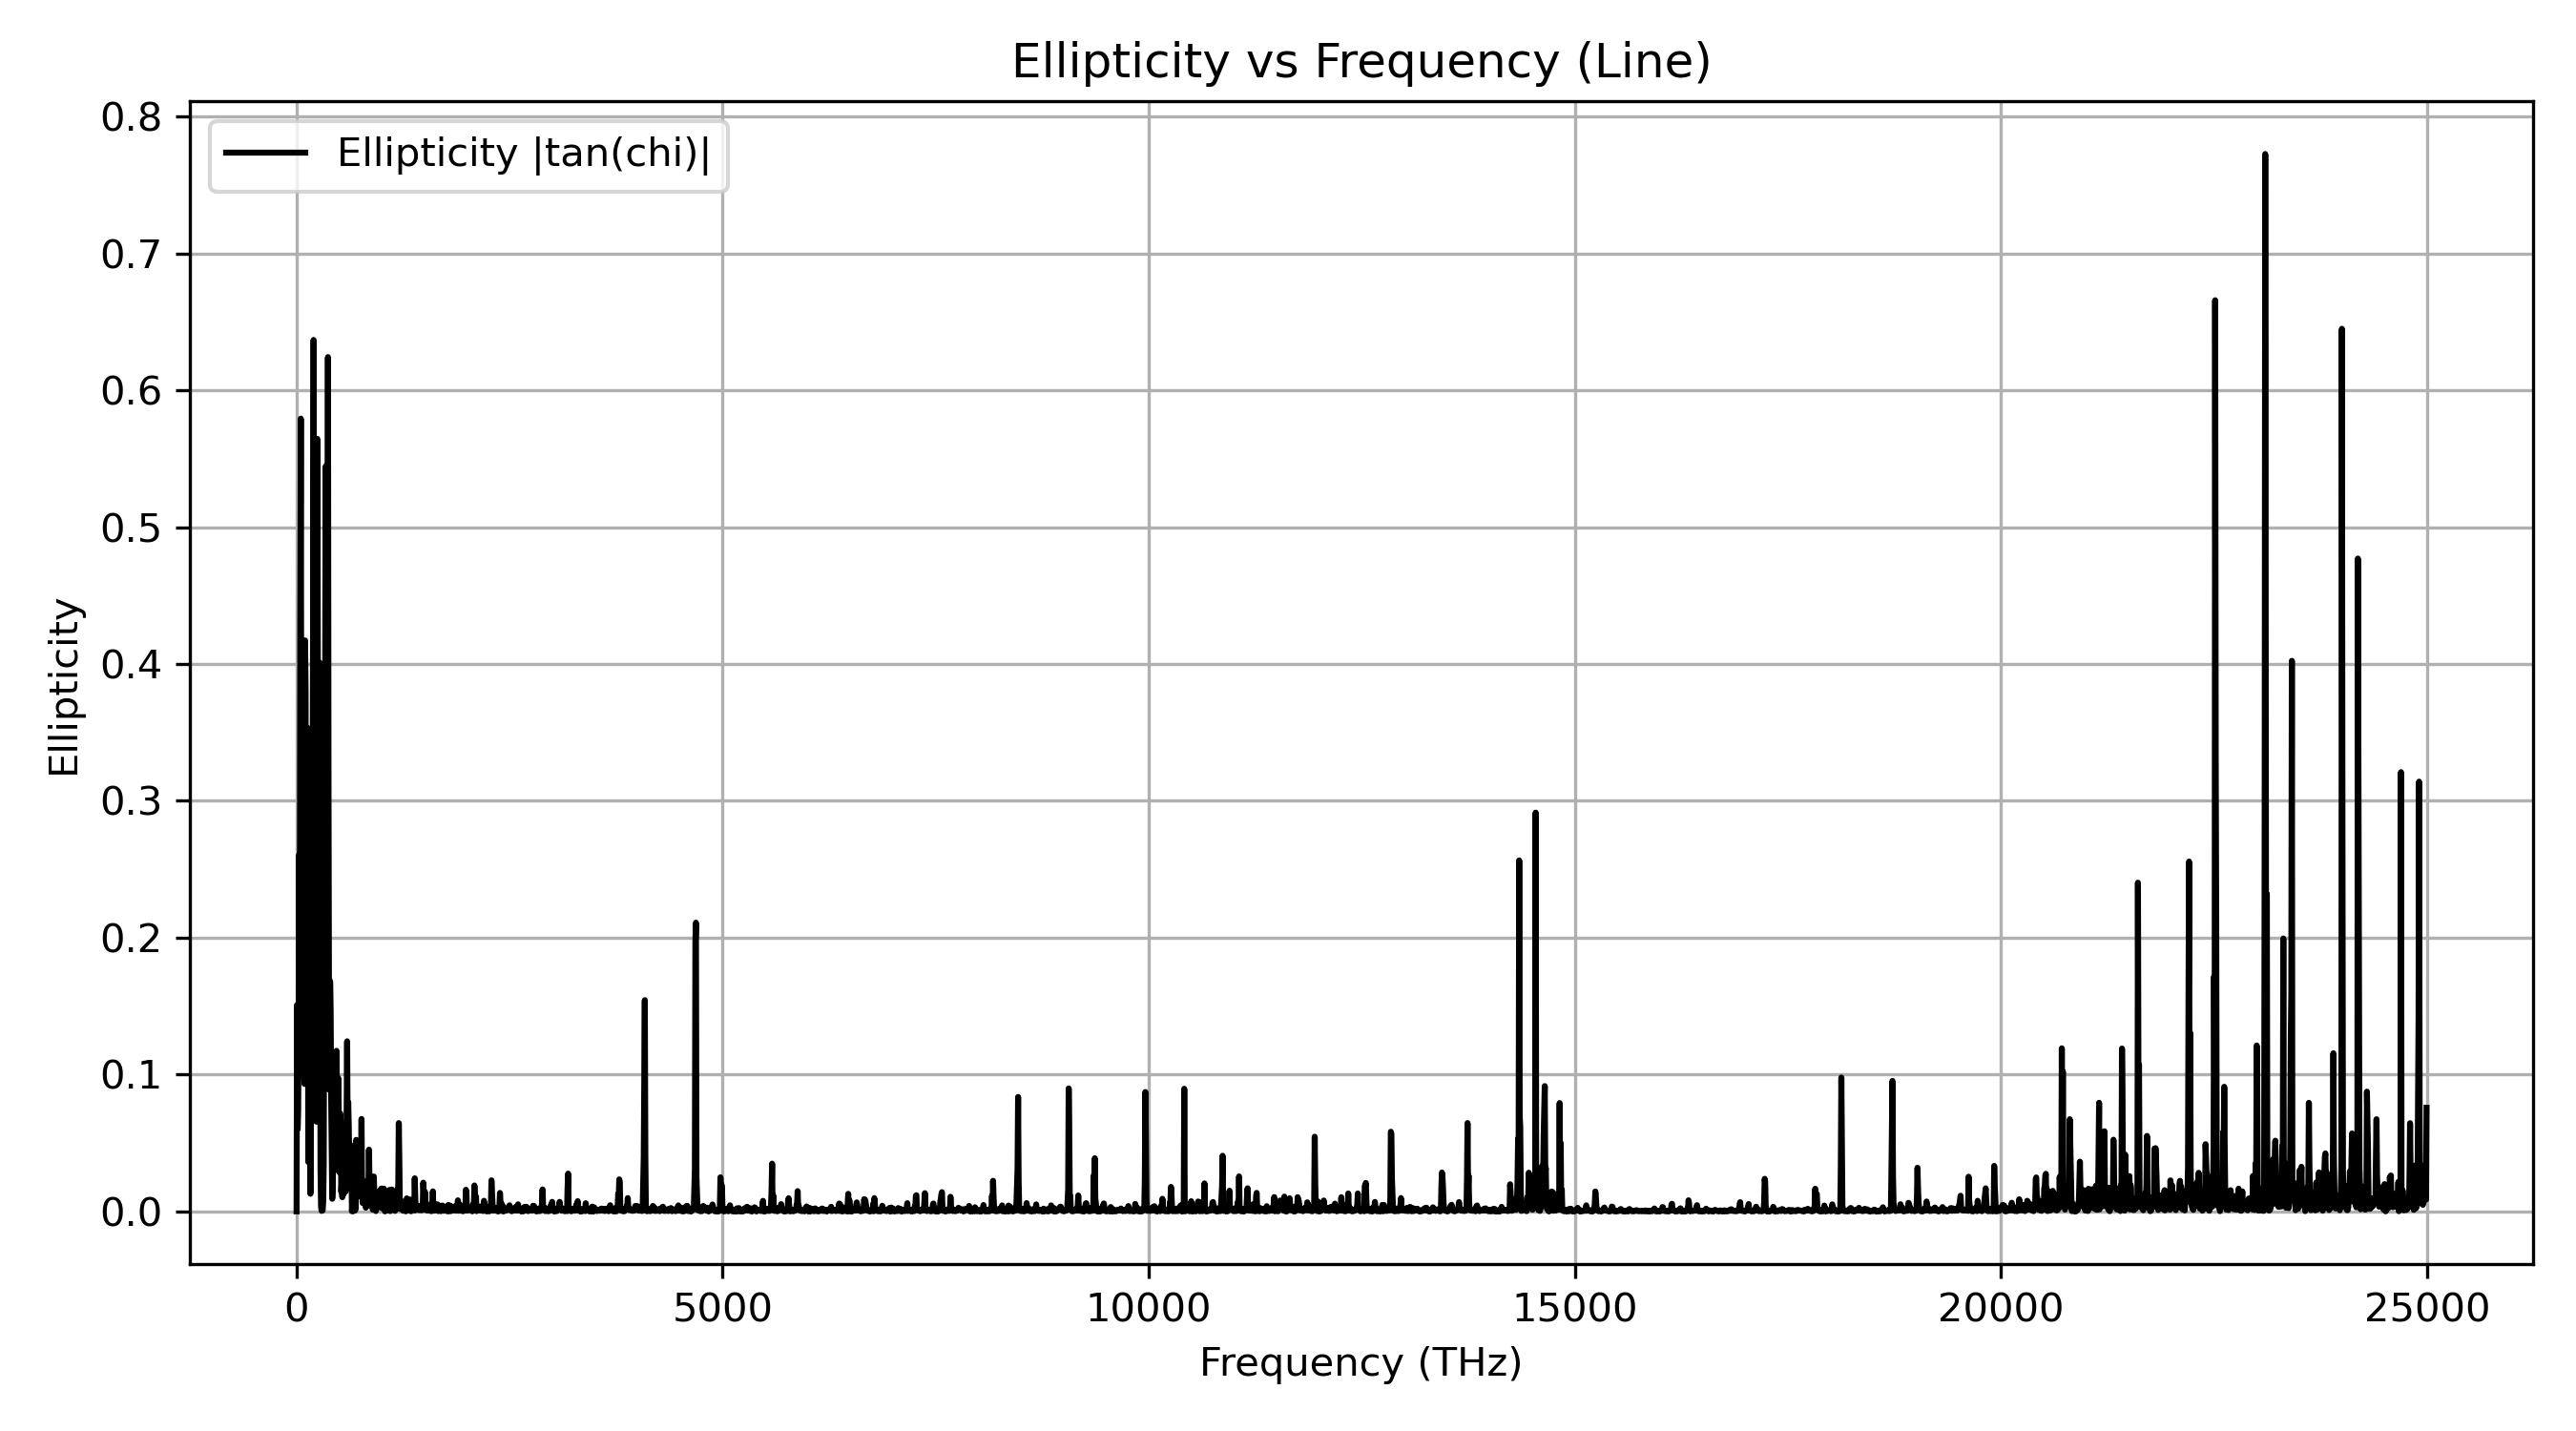 Ellipticity vs Frequency (Line)
Ellipticity |tan(chi)|
0.8
0.7
0.6
0.5
0.4
0.3
0.2
0.1
0.0
Ellipticity
0 5000 10000 15000 20000 25000
Frequency (THz)